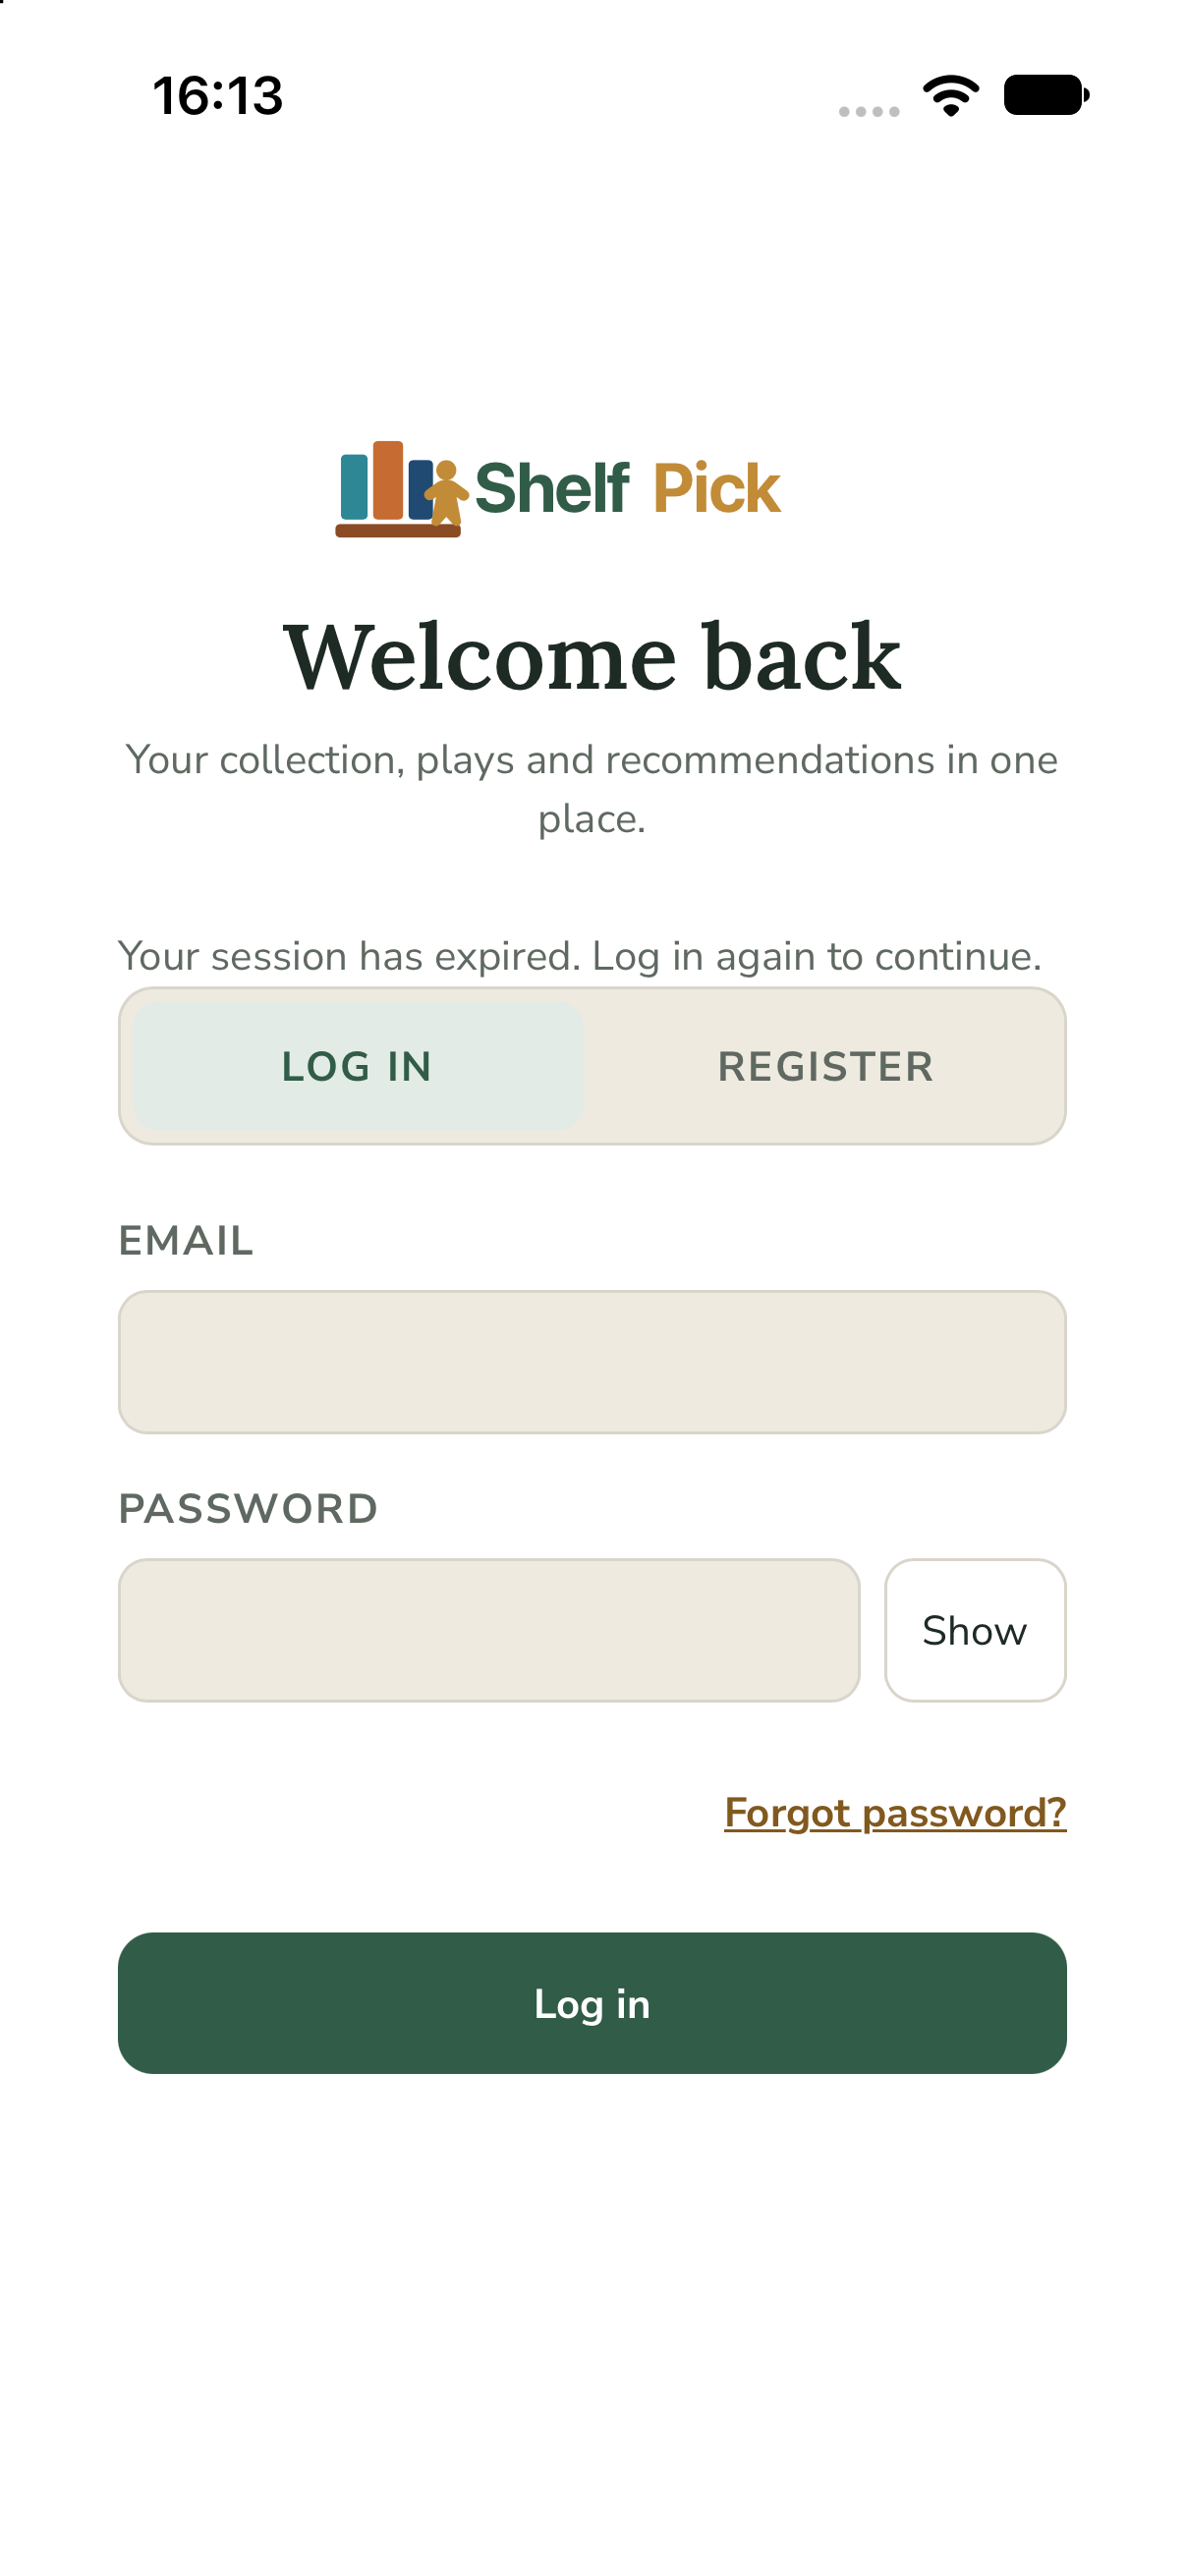 16:13
Shelf Pick
Welcome back
Your collection, plays and recommendations in one
place.
Your session has expired. Log in again to continue.
LOG IN
REGISTER
EMAIL
PASSWORD
Show
Forgot password?
Log in